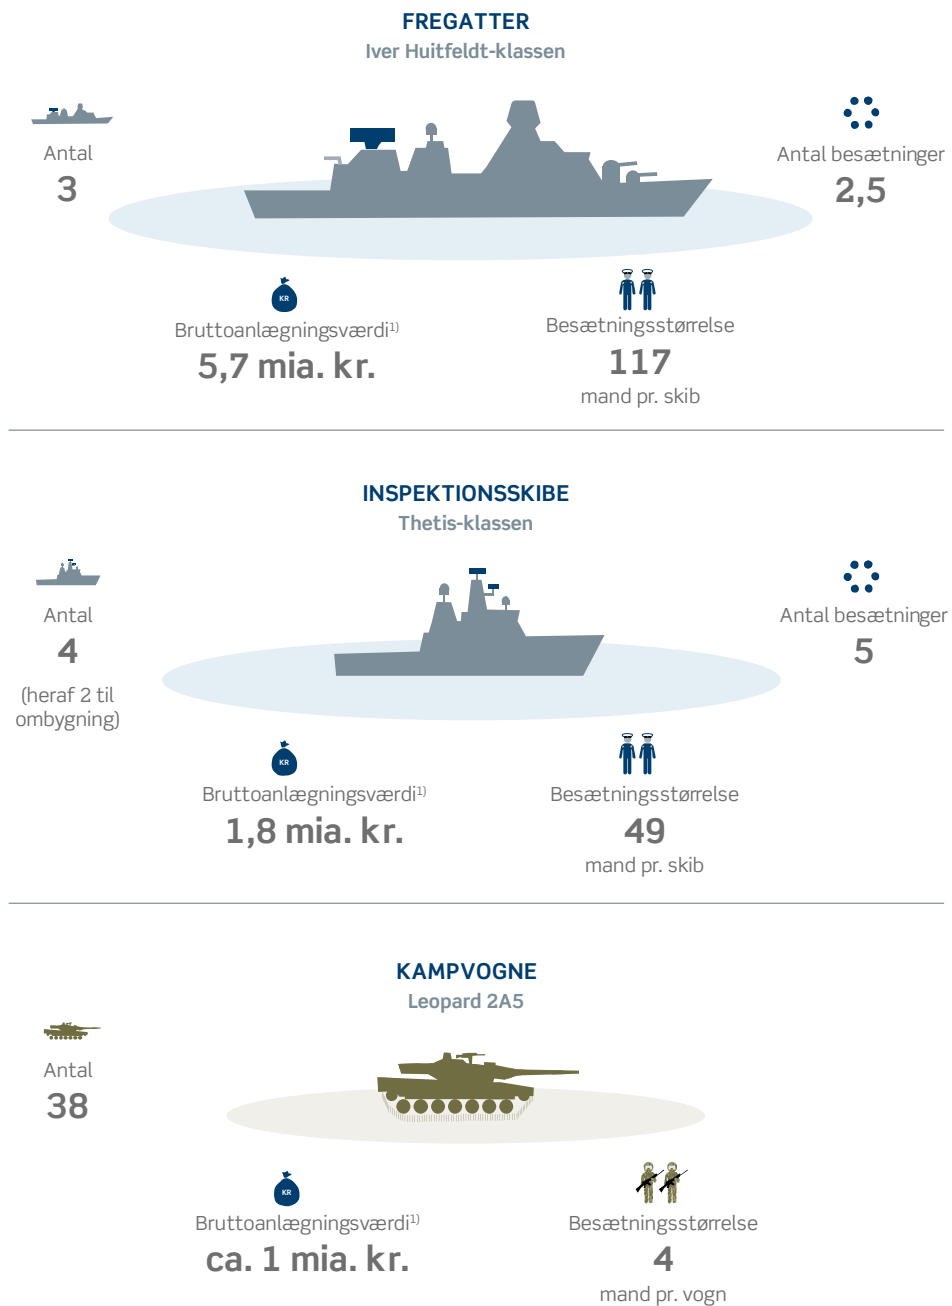 FREGATTER
Iver Huitfeldt-klassen
Antal
3
Antal besætninger
2,5
KR
Bruttoanlægningsværdi1)
5,7 mia. kr.
Besætningsstørrelse
117
mand pr. skib
INSPEKTIONSSKIBE
Thetis-klassen
Antal
4
(heraf 2 til
ombygning)
Antal besætninger
5
KR
Bruttoanlægningsværdi1)
1,8 mia. kr.
Besætningsstørrelse
49
mand pr. skib
KAMPVOGNE
Leopard 2A5
Antal
38
KR
Bruttoanlægningsværdi1)
ca. 1 mia. kr.
Besætningsstørrelse
4
mand pr. vogn